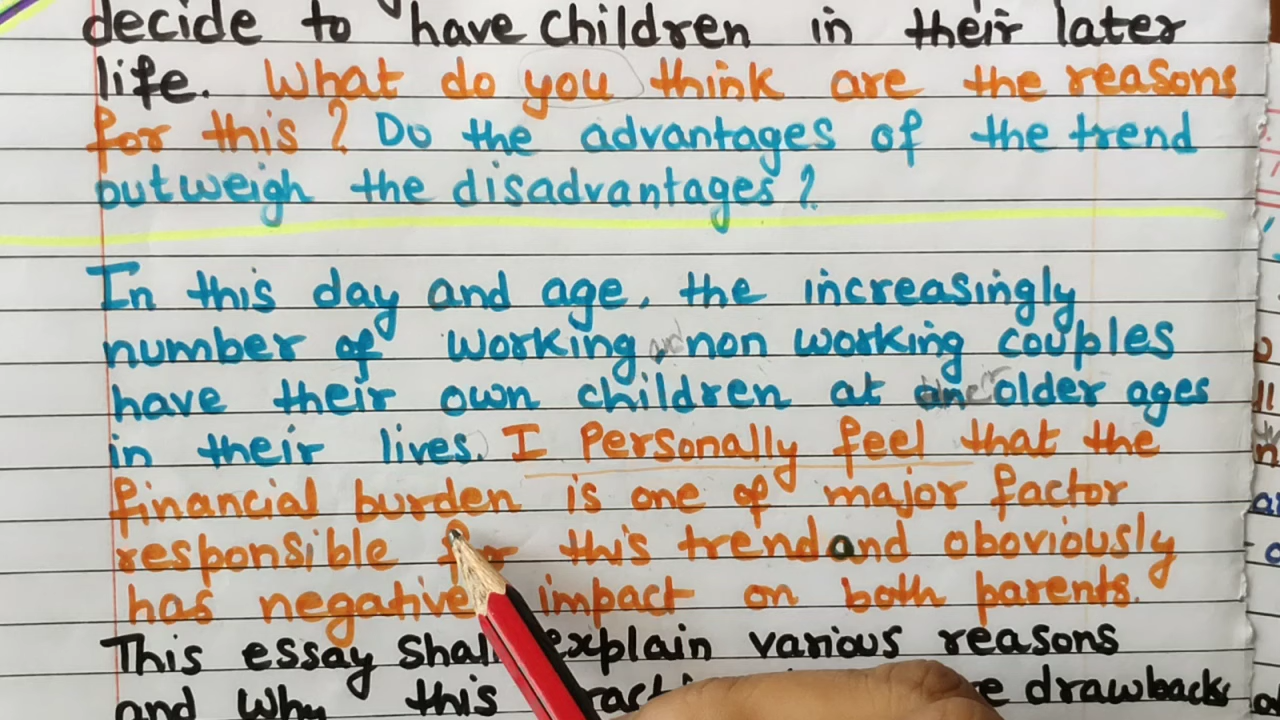 decide to have children in their later
life. What do you think are the reasons
for this? Do the advantages of the trend
outweigh the disadvantages?
In this day and age, the increasingly
number of working, and non working couples
have their own children at older ages
in their lives. I Personally feel that the
financial burden is one of major factor
responsible for this trend and oboviously
has negative impact on both parents.
This essay shall explain various reasons
and why this drawbacks